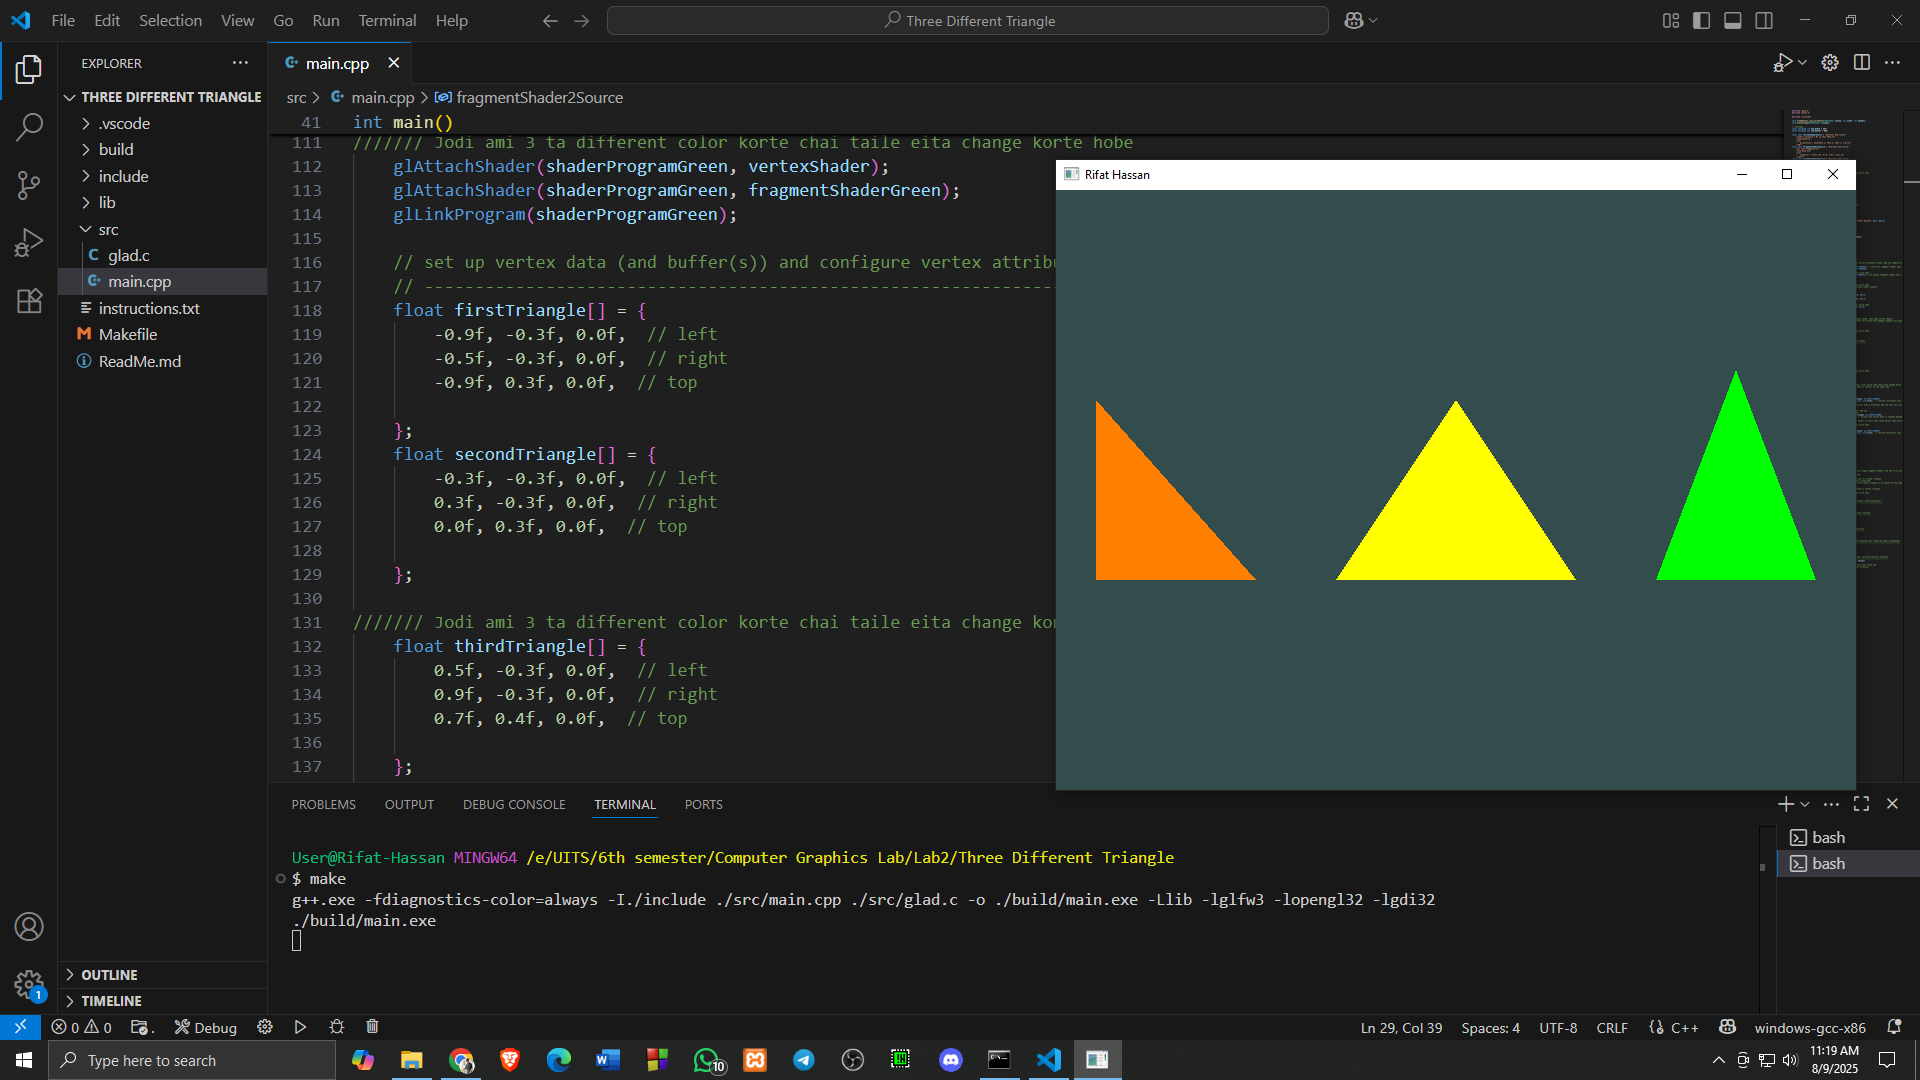 File Edit Selection View Go Run Terminal Help
Three Different Triangle
EXPLORER
THREE DIFFERENT TRIANGLE
.vscode
build
include
lib
src
C glad.c
main.cpp
instructions.txt
M Makefile
ReadMe.md
OUTLINE
TIMELINE
main.cpp
src > main.cpp > fragmentShader2Source
41 int main()
111 /////// Jodi ami 3 ta different color korte chai taile eita change korte hobe
112 glAttachShader(shaderProgramGreen, vertexShader);
113 glAttachShader(shaderProgramGreen, fragmentShaderGreen);
114 glLinkProgram(shaderProgramGreen);
115
116 // set up vertex data (and buffer(s)) and configure vertex attribu
117 // --------------------------------------------------------------
118 float firstTriangle[] = {
119 -0.9f, -0.3f, 0.0f, // left
120 -0.5f, -0.3f, 0.0f, // right
121 -0.9f, 0.3f, 0.0f, // top
122
123 };
124 float secondTriangle[] = {
125 -0.3f, -0.3f, 0.0f, // left
126 0.3f, -0.3f, 0.0f, // right
127 0.0f, 0.3f, 0.0f, // top
128
129 };
130
131 /////// Jodi ami 3 ta different color korte chai taile eita change kor
132 float thirdTriangle[] = {
133 0.5f, -0.3f, 0.0f, // left
134 0.9f, -0.3f, 0.0f, // right
135 0.7f, 0.4f, 0.0f, // top
136
137 };
Rifat Hassan
PROBLEMS OUTPUT DEBUG CONSOLE TERMINAL PORTS
User@Rifat-Hassan MINGW64 /e/UITS/6th semester/Computer Graphics Lab/Lab2/Three Different Triangle
$ make
g++.exe -fdiagnostics-color=always -I./include ./src/main.cpp ./src/glad.c -o ./build/main.exe -Llib -lglfw3 -lopengl32 -lgdi32
./build/main.exe
bash
bash
1
0 0 . Debug
Ln 29, Col 39 Spaces: 4 UTF-8 CRLF {} C++ windows-gcc-x86
Type here to search
10
11:19 AM
8/9/2025